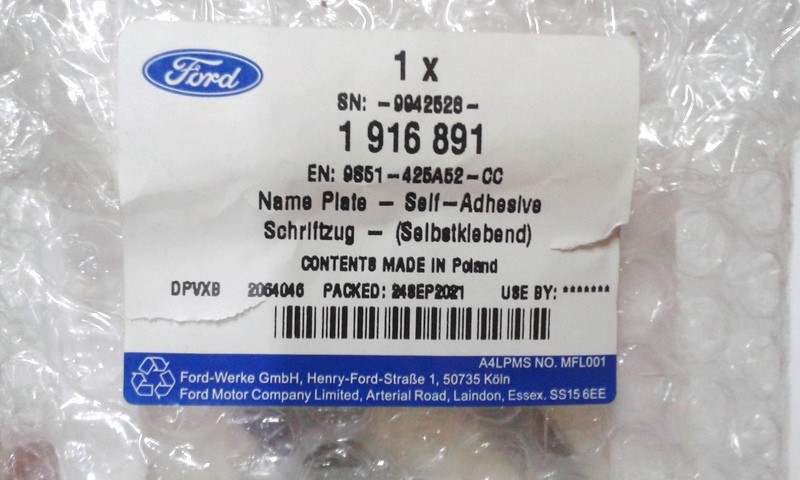 Ford
1 x
SN: -9942528-
1 916 891
EN: 9S51-425A52-CC
Name Plate - Self-Adhesive
Schriftzug - (Selbstklebend)
CONTENTS MADE IN Poland
DPVXB 2064046 PACKED: 24SEP2021 USE BY: *******
A4LPMS NO. MFL001
Ford-Werke GmbH, Henry-Ford-Straße 1, 50735 Köln
Ford Motor Company Limited, Arterial Road, Laindon, Essex. SS15 6EE